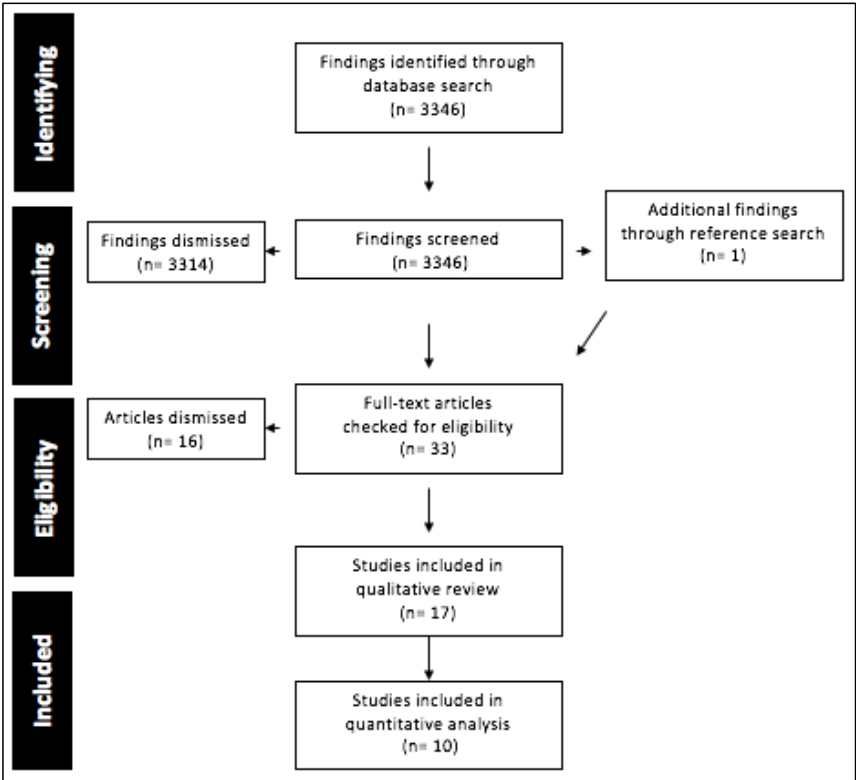 Identifying
Findings identified through
database search
(n= 3346)
Screening
Findings dismissed
(n= 3314)
Findings screened
(n= 3346)
Additional findings
through reference search
(n= 1)
Eligibility
Articles dismissed
(n= 16)
Full-text articles
checked for eligibility
(n= 33)
Studies included in
qualitative review
(n= 17)
Included
Studies included in
quantitative analysis
(n= 10)